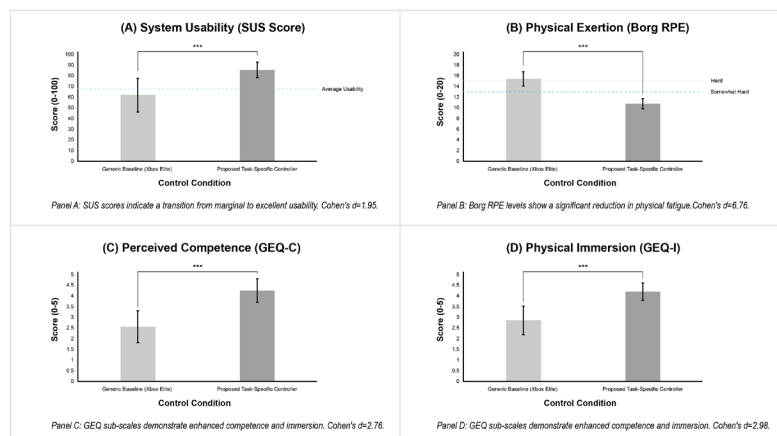 (A) System Usability (SUS Score)
***
100
90
80
70
60
50
40
30
20
10
0
Score (0-100)
Average Usability
Generic Baseline (Xbox Elite)
Proposed Task-Specific Controller
Control Condition
Panel A: SUS scores indicate a transition from marginal to excellent usability. Cohen's d=1.95.
(B) Physical Exertion (Borg RPE)
***
20
18
16
14
12
10
8
6
4
2
0
Score (0-20)
Hard
Somewhat Hard
Generic Baseline (Xbox Elite)
Proposed Task-Specific Controller
Control Condition
Panel B: Borg RPE levels show a significant reduction in physical fatigue.Cohen's d=6.76.
(C) Perceived Competence (GEQ-C)
***
5
4.5
4
3.5
3
2.5
2
1.5
1
0.5
0
Score (0-5)
Generic Baseline (Xbox Elite)
Proposed Task-Specific Controller
Control Condition
Panel C: GEQ sub-scales demonstrate enhanced competence and immersion. Cohen's d=2.76.
(D) Physical Immersion (GEQ-I)
***
5
4.5
4
3.5
3
2.5
2
1.5
1
0.5
0
Score (0-5)
Generic Baseline (Xbox Elite)
Proposed Task-Specific Controller
Control Condition
Panel D: GEQ sub-scales demonstrate enhanced competence and immersion. Cohen's d=2.98.